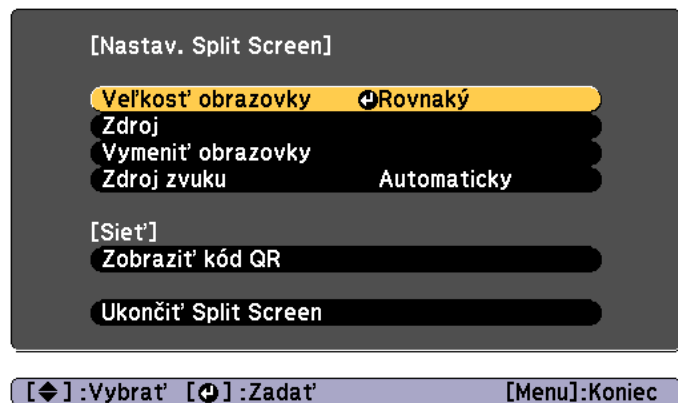 [Nastav. Split Screen]
Veľkosť obrazovky Rovnaký
Zdroj
Vymeniť obrazovky
Zdroj zvuku Automaticky
[Sieť]
Zobraziť kód QR
Ukončiť Split Screen
[◆] :Vybrať [⏎] :Zadať [Menu]:Koniec